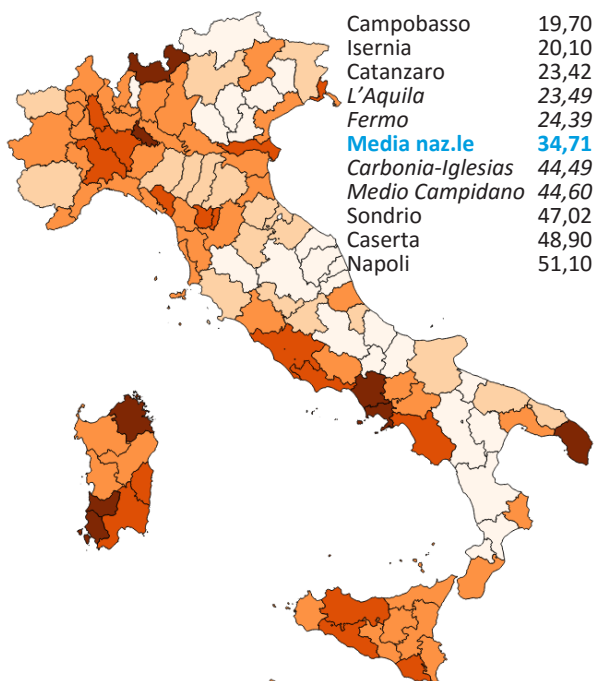 Campobasso 19,70
Isernia 20,10
Catanzaro 23,42
L’Aquila 23,49
Fermo 24,39
Media naz.le 34,71
Carbonia-Iglesias 44,49
Medio Campidano 44,60
Sondrio 47,02
Caserta 48,90
Napoli 51,10